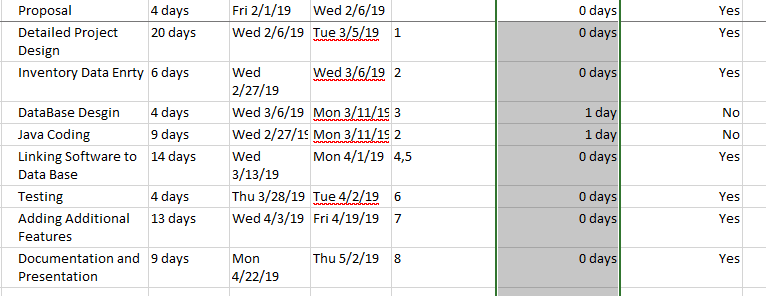 Proposal 4 days Fri 2/1/19 Wed 2/6/19 0 days Yes
Detailed Project 20 days Wed 2/6/19 Tue 3/5/19 1 0 days Yes
Design
Inventory Data Enrty 6 days Wed Wed 3/6/19 2 0 days Yes
2/27/19
DataBase Desgin 4 days Wed 3/6/19 Mon 3/11/19 3 1 day No
Java Coding 9 days Wed 2/27/19 Mon 3/11/19 2 1 day No
Linking Software to 14 days Wed Mon 4/1/19 4,5 0 days Yes
Data Base 3/13/19
Testing 4 days Thu 3/28/19 Tue 4/2/19 6 0 days Yes
Adding Additional 13 days Wed 4/3/19 Fri 4/19/19 7 0 days Yes
Features
Documentation and 9 days Mon Thu 5/2/19 8 0 days Yes
Presentation 4/22/19